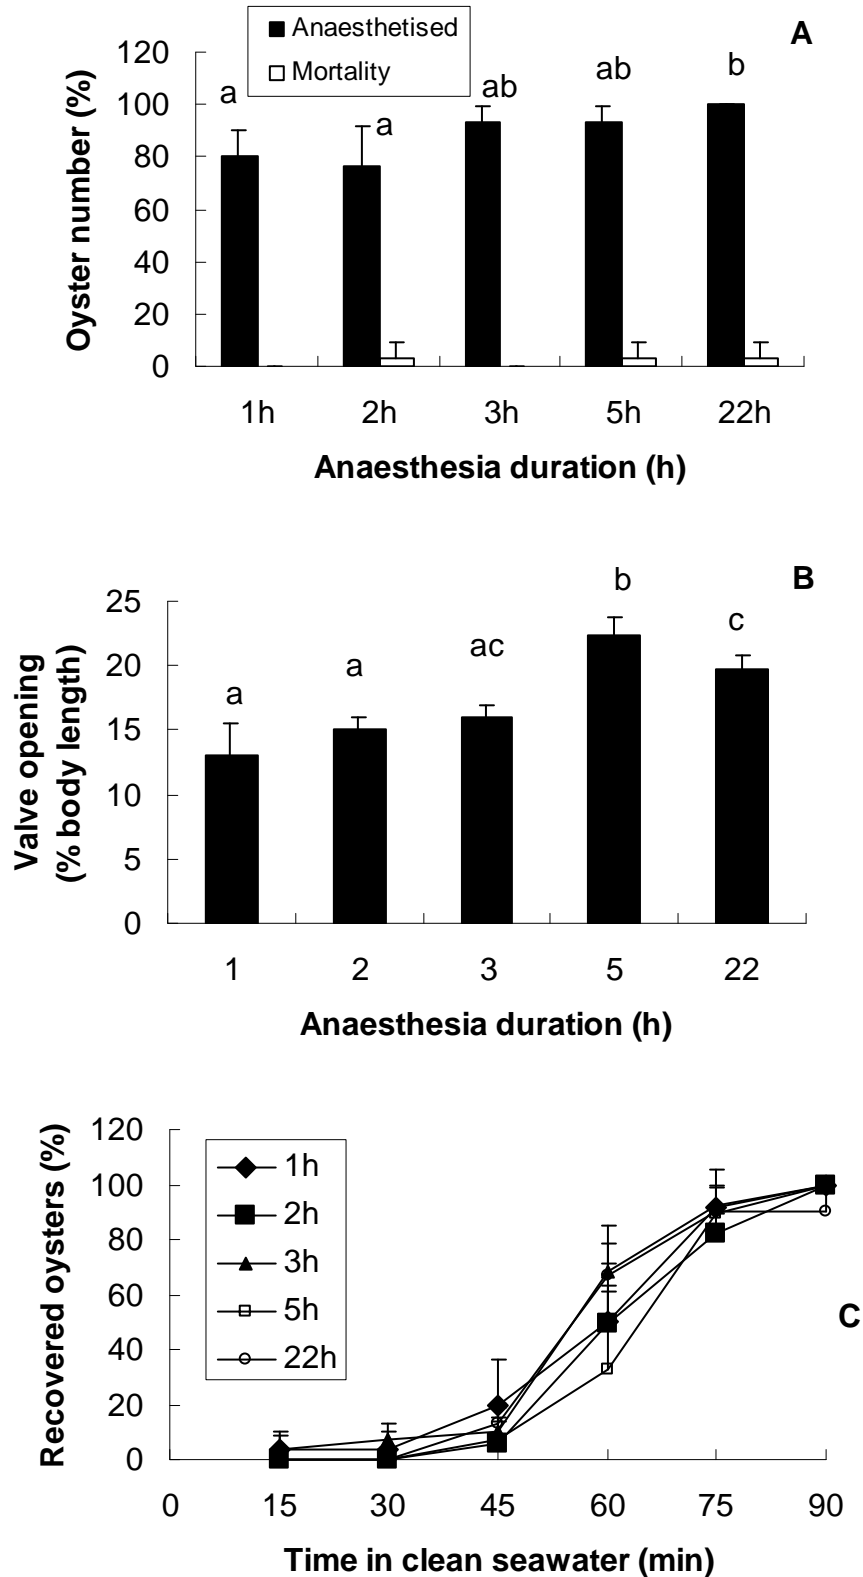 Anaesthetised
Mortality
A
Oyster number (%)
120
100
80
60
40
20
0
a
a
ab
ab
b
1h
2h
3h
5h
22h
Anaesthesia duration (h)
B
Valve opening
(% body length)
25
20
15
10
5
0
a
a
ac
b
c
1
2
3
5
22
Anaesthesia duration (h)
Recovered oysters (%)
120
100
80
60
40
20
0
1h
2h
3h
5h
22h
C
0
15
30
45
60
75
90
Time in clean seawater (min)